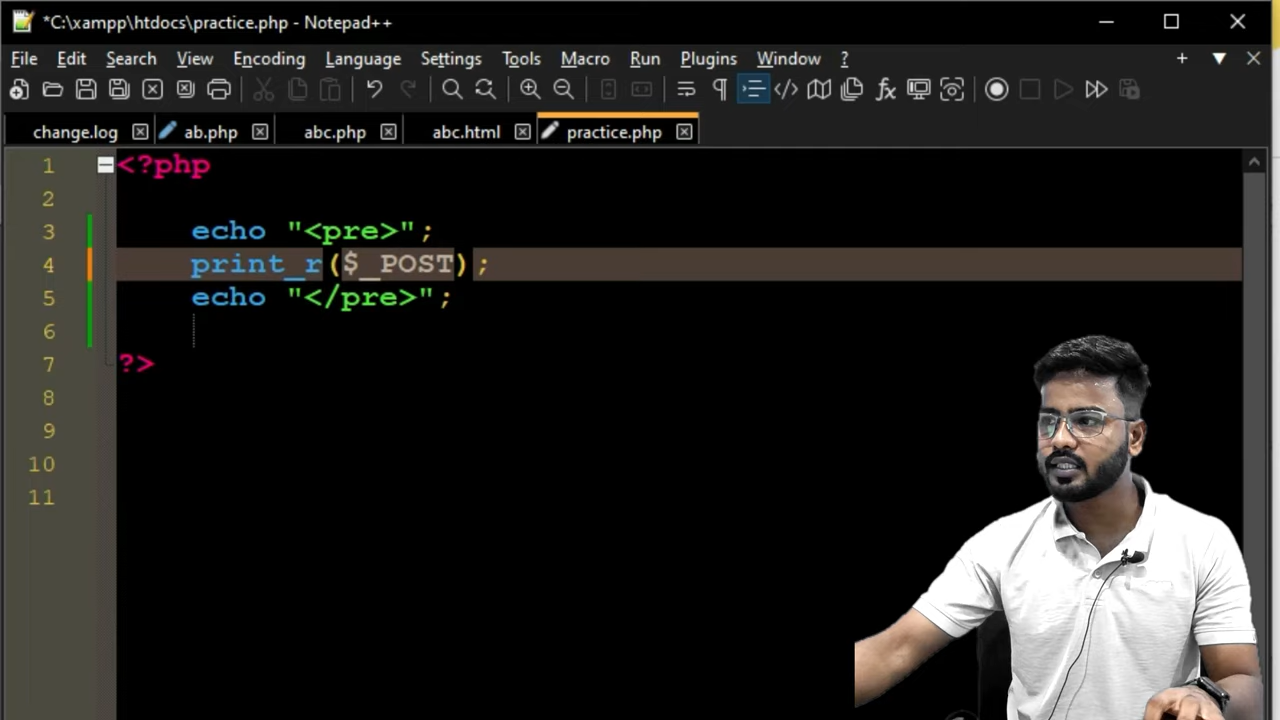 *C:\xampp\htdocs\practice.php - Notepad++
File Edit Search View Encoding Language Settings Tools Macro Run Plugins Window ?
change.log ab.php abc.php abc.html practice.php
1 <?php
2
3 echo "<pre>";
4 print_r($_POST);
5 echo "</pre>";
6
7 ?>
8
9
10
11